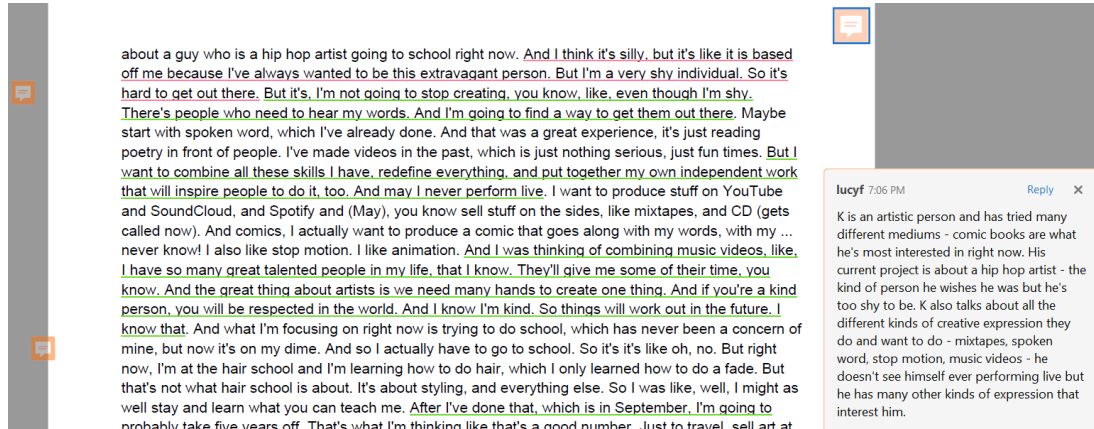 about a guy who is a hip hop artist going to school right now. And I think it's silly, but it's like it is based
off me because I've always wanted to be this extravagant person. But I'm a very shy individual. So it's
hard to get out there. But it's, I'm not going to stop creating, you know, like, even though I'm shy.
There's people who need to hear my words. And I'm going to find a way to get them out there. Maybe
start with spoken word, which I've already done. And that was a great experience, it's just reading
poetry in front of people. I've made videos in the past, which is just nothing serious, just fun times. But I
want to combine all these skills I have, redefine everything, and put together my own independent work
that will inspire people to do it, too. And may I never perform live. I want to produce stuff on YouTube
and SoundCloud, and Spotify and (May), you know sell stuff on the sides, like mixtapes, and CD (gets
called now). And comics, I actually want to produce a comic that goes along with my words, with my ...
never know! I also like stop motion. I like animation. And I was thinking of combining music videos, like,
I have so many great talented people in my life, that I know. They'll give me some of their time, you
know. And the great thing about artists is we need many hands to create one thing. And if you're a kind
person, you will be respected in the world. And I know I'm kind. So things will work out in the future. I
know that. And what I'm focusing on right now is trying to do school, which has never been a concern of
mine, but now it's on my dime. And so I actually have to go to school. So it's it's like oh, no. But right
now, I'm at the hair school and I'm learning how to do hair, which I only learned how to do a fade. But
that's not what hair school is about. It's about styling, and everything else. So I was like, well, I might as
well stay and learn what you can teach me. After I've done that, which is in September, I'm going to
probably take five years off. That's what I'm thinking like that's a good number. Just to travel, sell art at
lucyf 7:06 PM Reply
K is an artistic person and has tried many
different mediums - comic books are what
he's most interested in right now. His
current project is about a hip hop artist - the
kind of person he wishes he was but he's
too shy to be. K also talks about all the
different kinds of creative expression they
do and want to do - mixtapes, spoken
word, stop motion, music videos - he
doesn't see himself ever performing live but
he has many other kinds of expression that
interest him.